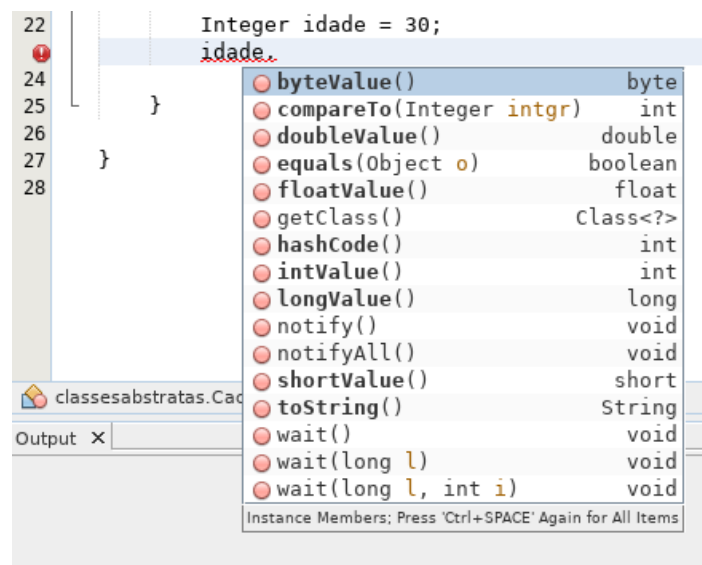 22 Integer idade = 30;
idade.
24
byteValue() byte
25 }
compareTo(Integer intgr) int
26
doubleValue() double
27 }
equals(Object o) boolean
28
floatValue() float
getClass() Class<?>
hashCode() int
intValue() int
longValue() long
notify() void
notifyAll() void
shortValue() short
classesabstratas.Cad
toString() String
Output X
wait() void
wait(long l) void
wait(long l, int i) void
Instance Members; Press 'Ctrl+SPACE' Again for All Items